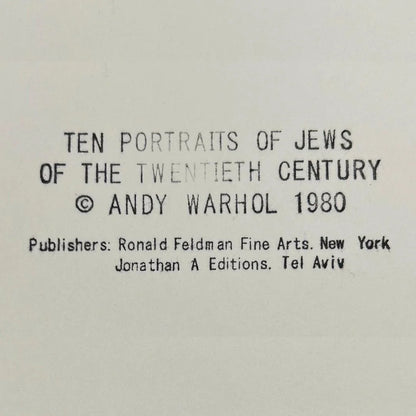 TEN PORTRAITS OF JEWS
OF THE TWENTIETH CENTURY
© ANDY WARHOL 1980
Publishers: Ronald Feldman Fine Arts. New York
Jonathan A Editions. Tel Aviv